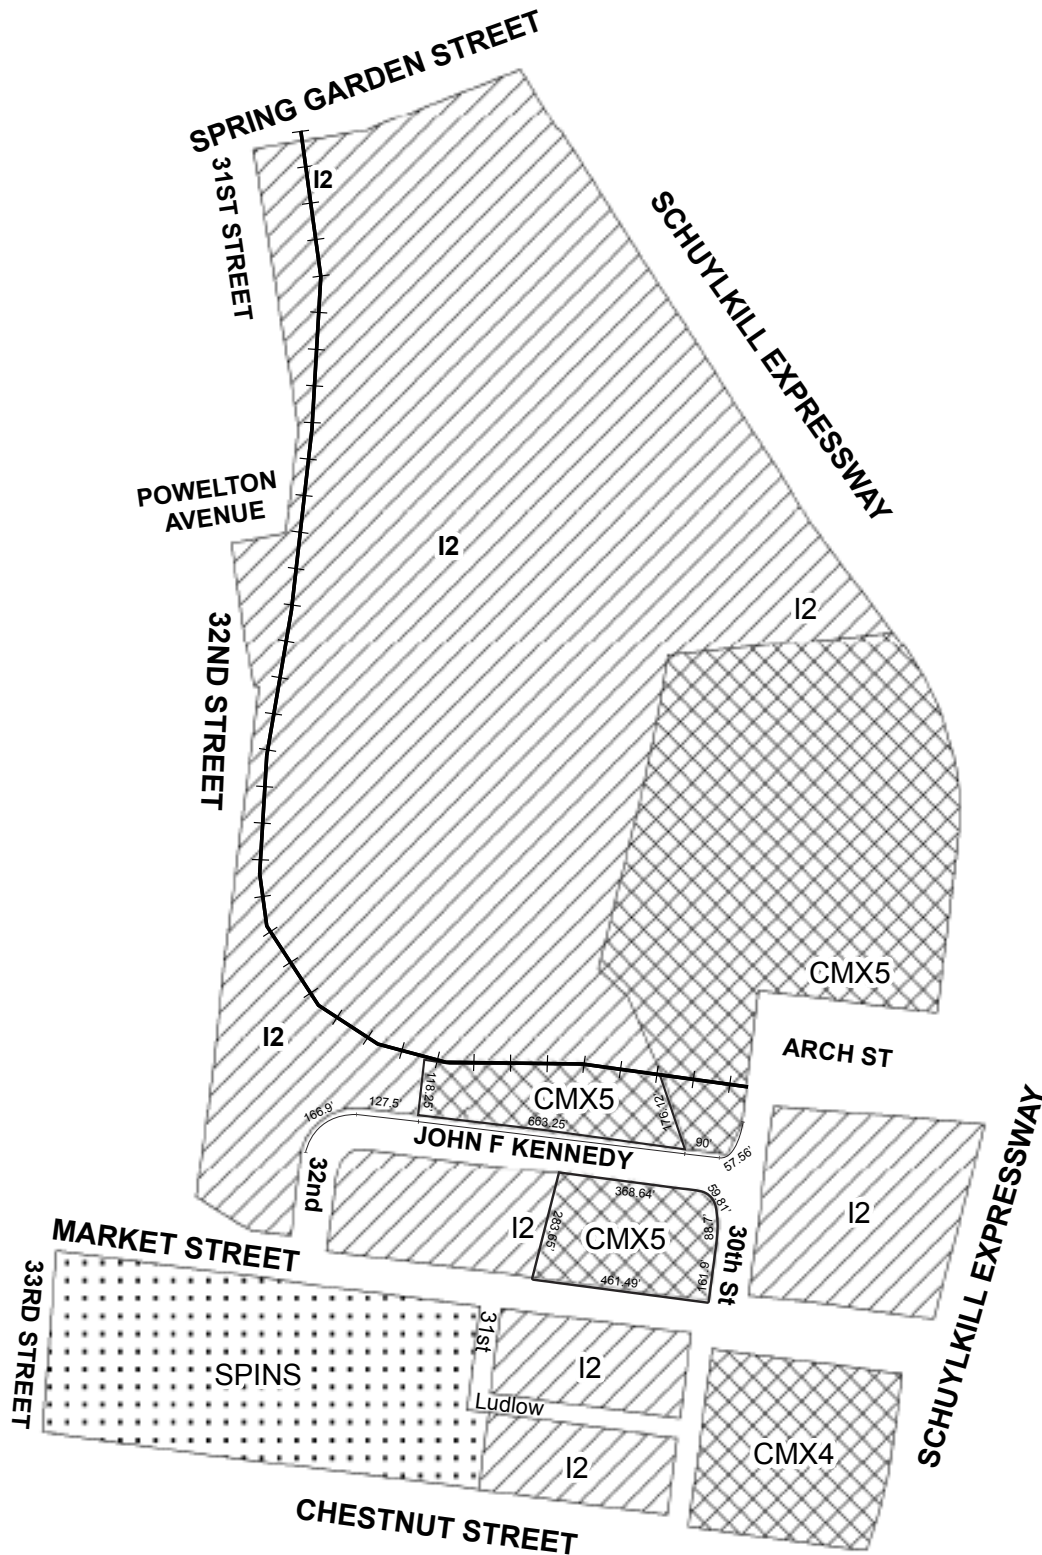 SPRING GARDEN STREET
31ST STREET
I2
SCHUYLKILL EXPRESSWAY
POWELTON
AVENUE
I2
I2
32ND STREET
CMX5
I2
ARCH ST
118.25'
CMX5
176.12'
166.9'
127.5'
663.25'
90'
57.56'
JOHN F KENNEDY
32nd
368.64'
59.81'
I2
283.65'
CMX5
88.7'
30th St
I2
461.49'
161.9'
SCHUYLKILL EXPRESSWAY
MARKET STREET
33RD STREET
31st
SPINS
I2
Ludlow
I2
CMX4
CHESTNUT STREET